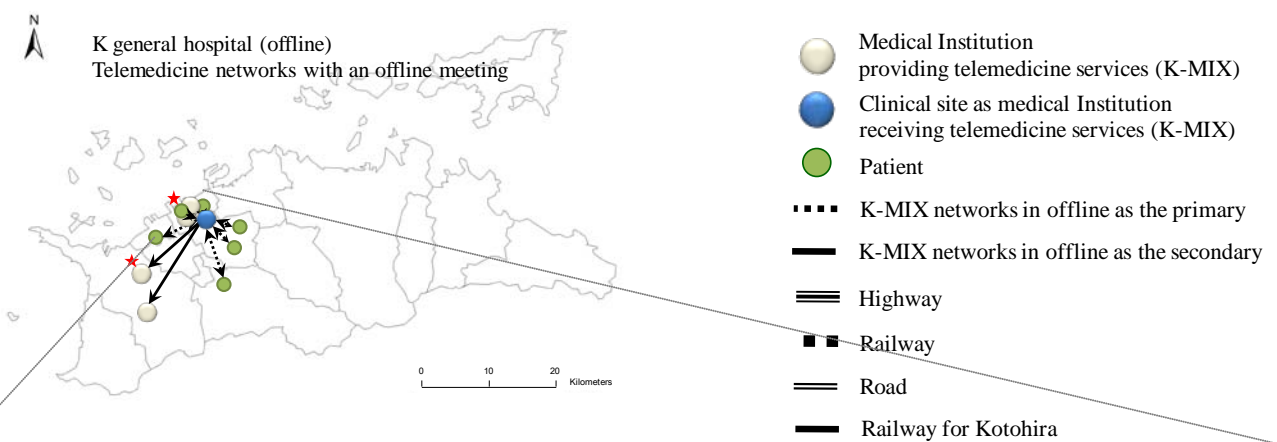 N
K general hospital (offline)
Telemedicine networks with an offline meeting
0 10 20
Kilometers
Medical Institution
providing telemedicine services (K-MIX)
Clinical site as medical Institution
receiving telemedicine services (K-MIX)
Patient
K-MIX networks in offline as the primary
K-MIX networks in offline as the secondary
Highway
Railway
Road
Railway for Kotohira